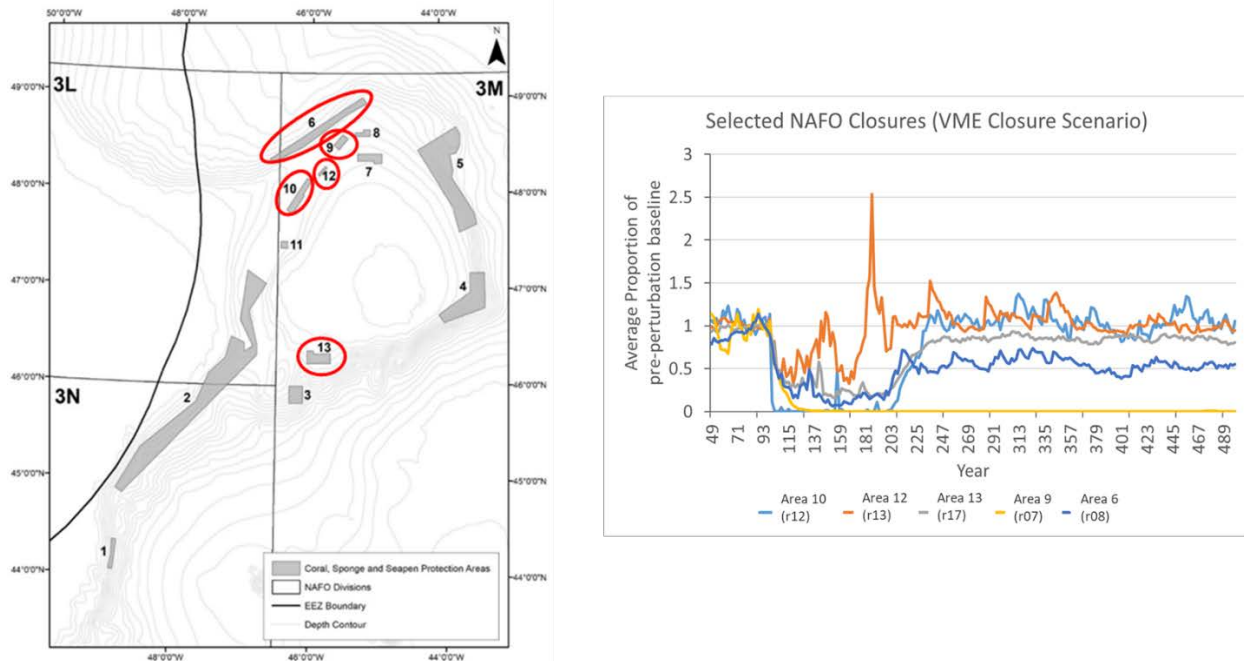 50°0'0"W
48°0'0"W
46°0'0"W
44°0'0"W
N
3L
3M
49°0'0"N
49°0'0"N
6
8
9
5
7
12
48°0'0"N
10
48°0'0"N
11
47°0'0"N
4
47°0'0"N
13
46°0'0"N
46°0'0"N
3N
2
3
45°0'0"N
45°0'0"N
1
44°0'0"N
44°0'0"N
Coral, Sponge and Seapen Protection Areas
NAFO Divisions
EEZ Boundary
Depth Contour
48°0'0"W
46°0'0"W
44°0'0"W
Selected NAFO Closures (VME Closure Scenario)
Average Proportion of
pre-perturbation baseline
3
2.5
2
1.5
1
0.5
0
49 71 93 115 137 159 181 203 225 247 269 291 313 335 357 379 401 423 445 467 489
Year
Area 10 Area 12 Area 13 Area 9 Area 6
(r12) (r13) (r17) (r07) (r08)